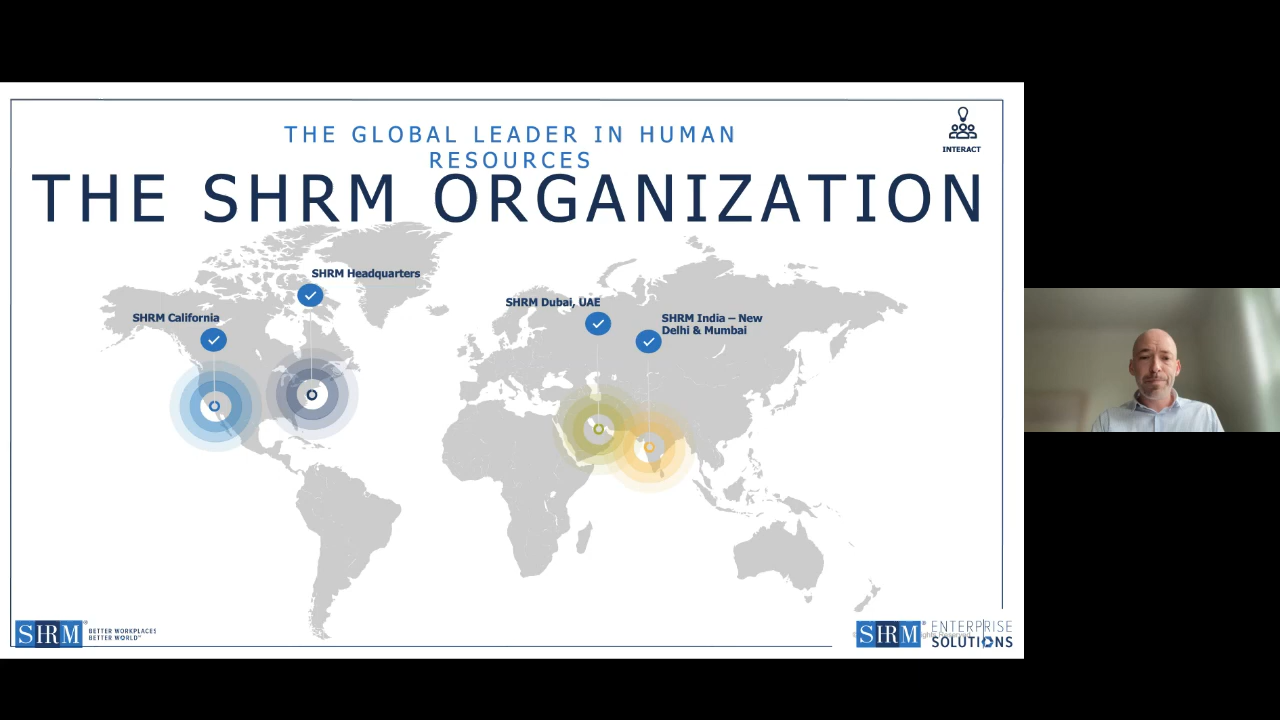 THE GLOBAL LEADER IN HUMAN
RESOURCES
INTERACT
THE SHRM ORGANIZATION
SHRM Headquarters
SHRM California
SHRM Dubai, UAE
SHRM India – New
Delhi & Mumbai
SHRM® BETTER WORKPLACES
BETTER WORLD™
SHRM® ENTERPRISE
SOLUTIONS